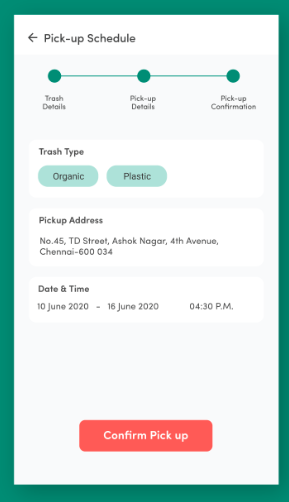 Pick-up Schedule
Trash
Details
Pick-up
Details
Pick-up
Confirmation
Trash Type
Organic Plastic
Pickup Address
No.45, TD Street, Ashok Nagar, 4th Avenue,
Chennai-600 034
Date & Time
10 June 2020 - 16 June 2020 04:30 P.M.
Confirm Pick up